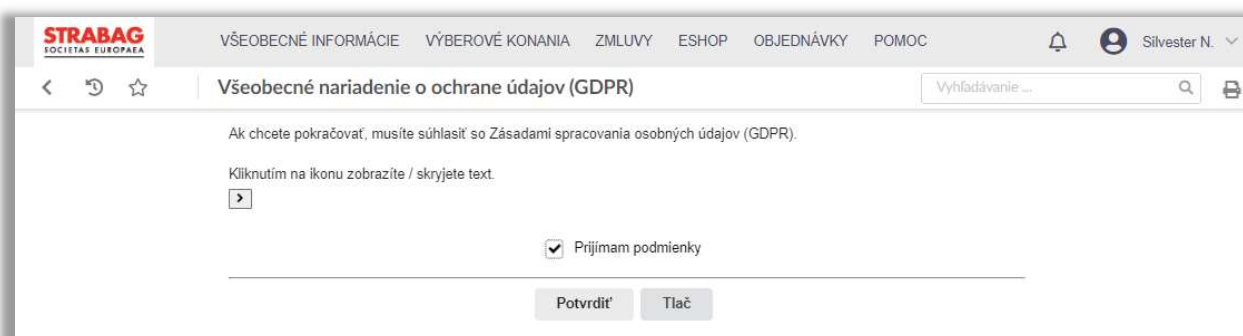 STRABAG
SOCIETAS EUROPAEA
VŠEOBECNÉ INFORMÁCIE VÝBEROVÉ KONANIA ZMLUVY ESHOP OBJEDNÁVKY POMOC Silvester N.
Všeobecné nariadenie o ochrane údajov (GDPR) Vyhľadávanie ...
Ak chcete pokračovať, musíte súhlasiť so Zásadami spracovania osobných údajov (GDPR).
Kliknutím na ikonu zobrazíte / skryjete text.
Prijímam podmienky
Potvrdiť Tlač